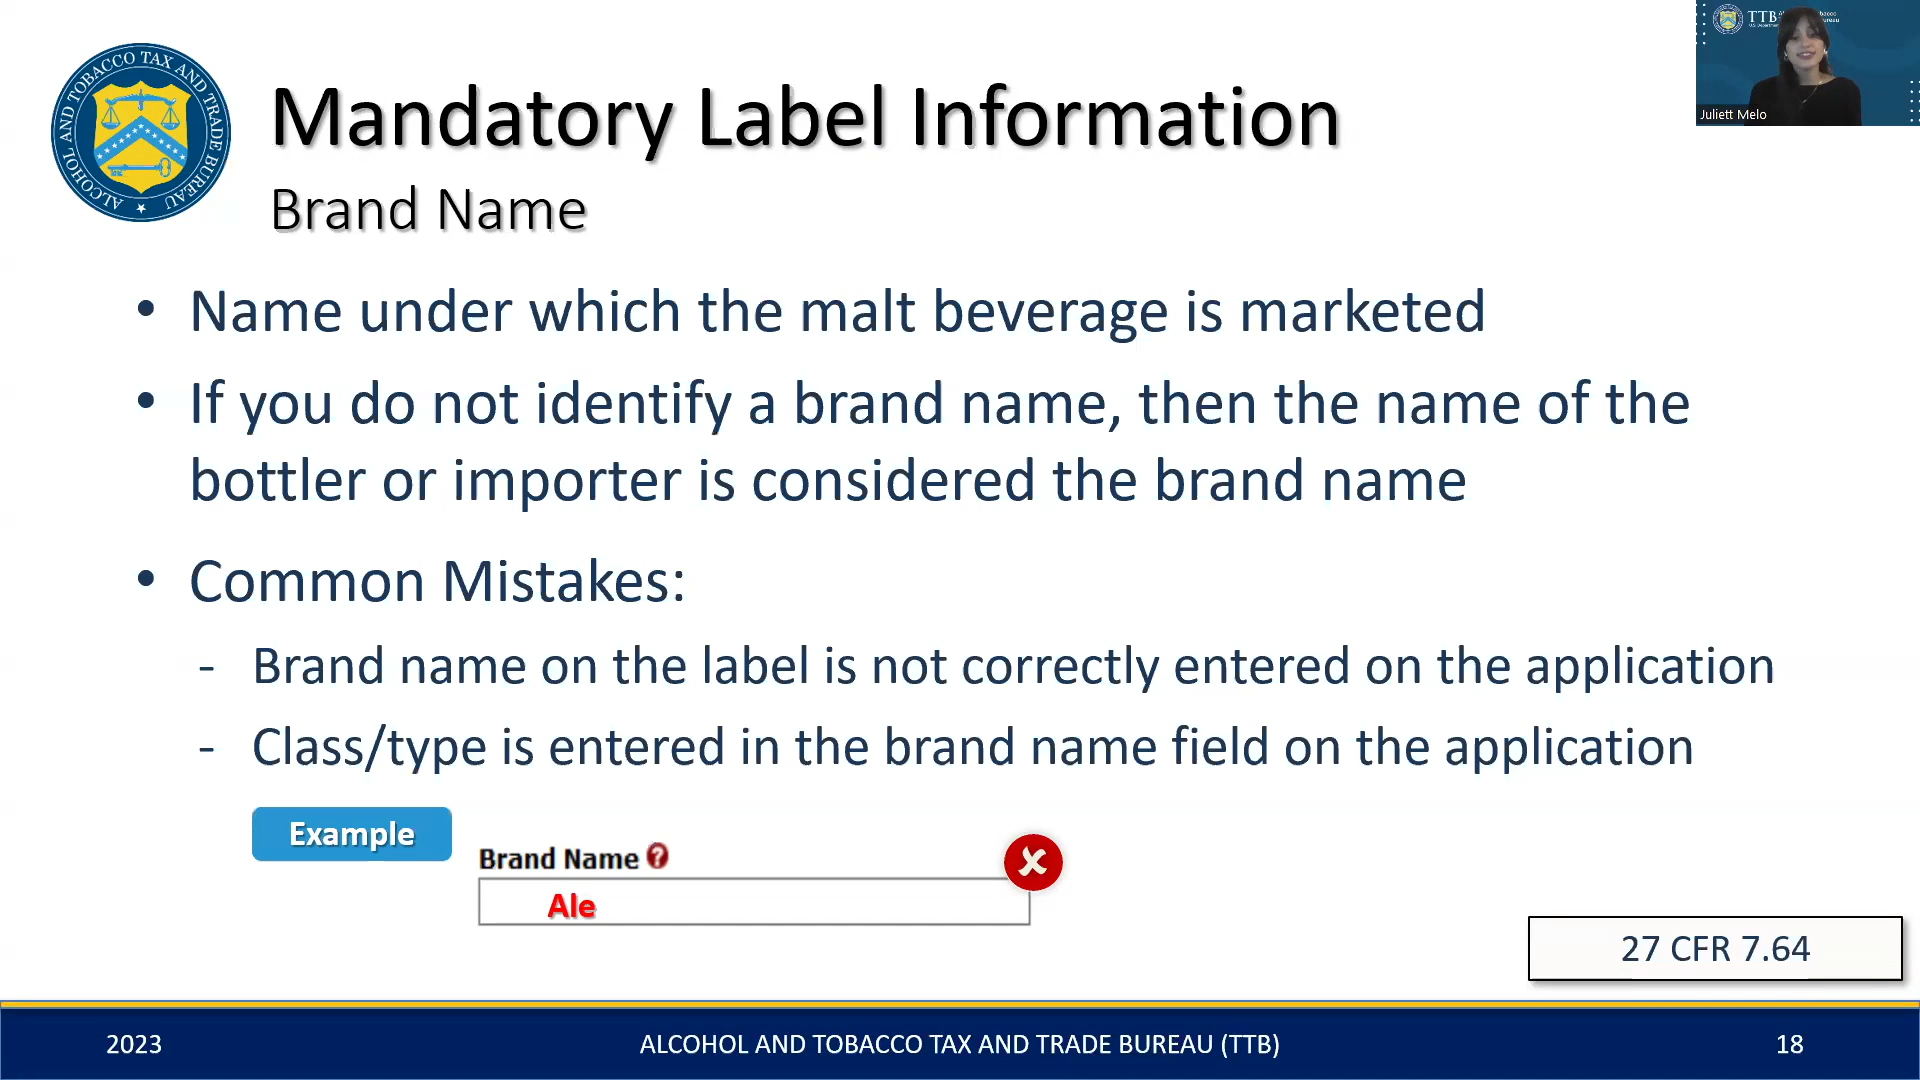 ALCOHOL AND TOBACCO TAX AND TRADE BUREAU
TTB
Juliett Melo
Mandatory Label Information
Brand Name
• Name under which the malt beverage is marketed
• If you do not identify a brand name, then the name of the
bottler or importer is considered the brand name
• Common Mistakes:
- Brand name on the label is not correctly entered on the application
- Class/type is entered in the brand name field on the application
Example
Brand Name ?
Ale
27 CFR 7.64
2023
ALCOHOL AND TOBACCO TAX AND TRADE BUREAU (TTB)
18